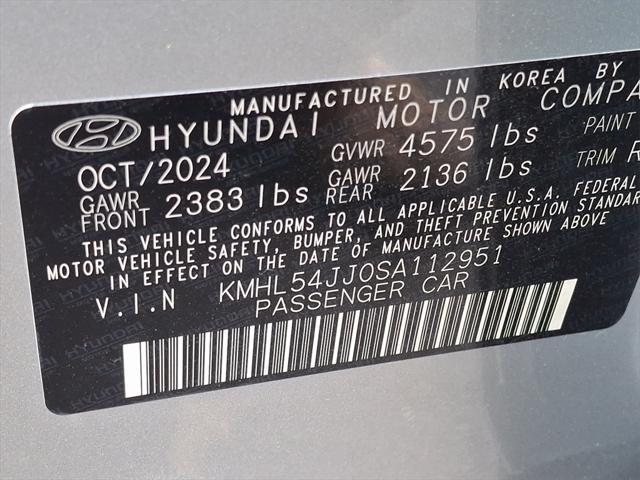 MANUFACTURED IN KOREA BY
HYUNDAI MOTOR COMPA
OCT/2024 GVWR 4575 lbs PAINT
GAWR FRONT 2383 lbs GAWR REAR 2136 lbs TRIM R
THIS VEHICLE CONFORMS TO ALL APPLICABLE U.S.A. FEDERAL
MOTOR VEHICLE SAFETY, BUMPER, AND THEFT PREVENTION STANDAR
IN EFFECT ON THE DATE OF MANUFACTURE SHOWN ABOVE
V.I.N KMHL54JJ0SA112951
PASSENGER CAR